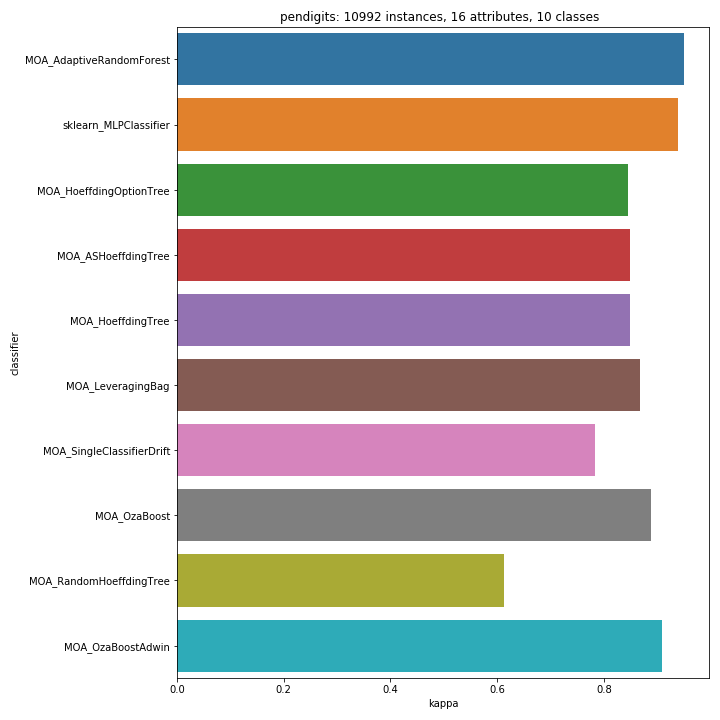 pendigits: 10992 instances, 16 attributes, 10 classes
classifier
MOA_AdaptiveRandomForest
sklearn_MLPClassifier
MOA_HoeffdingOptionTree
MOA_ASHoeffdingTree
MOA_HoeffdingTree
MOA_LeveragingBag
MOA_SingleClassifierDrift
MOA_OzaBoost
MOA_RandomHoeffdingTree
MOA_OzaBoostAdwin
0.0 0.2 0.4 0.6 0.8
kappa